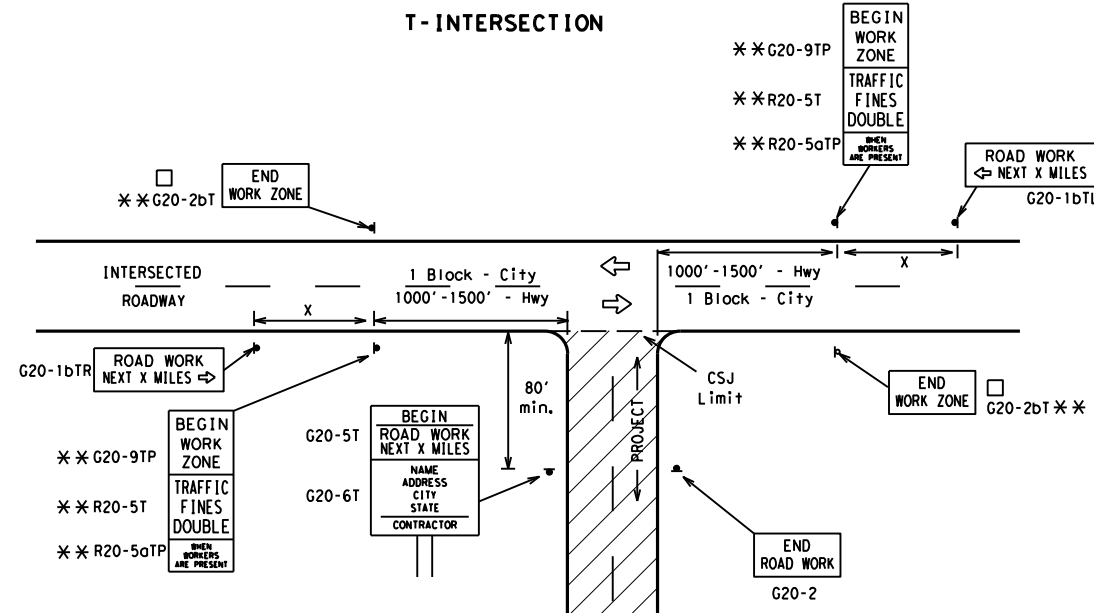 T-INTERSECTION
BEGIN
WORK
ZONE
TRAFFIC
FINES
DOUBLE
WHEN
WORKERS
ARE PRESENT
** G20-9TP
** R20-5T
** R20-5aTP
ROAD WORK
⇦ NEXT X MILES
G20-1bTL
END
WORK ZONE
□
** G20-2bT
INTERSECTED
ROADWAY
X
1 Block - City
1000'-1500' - Hwy
⇦
⇨
1000'-1500' - Hwy
1 Block - City
X
G20-1bTR
ROAD WORK
NEXT X MILES ⇨
80'
min.
CSJ
Limit
PROJECT
END
WORK ZONE
□
G20-2bT **
BEGIN
WORK
ZONE
TRAFFIC
FINES
DOUBLE
WHEN
WORKERS
ARE PRESENT
** G20-9TP
** R20-5T
** R20-5aTP
G20-5T
G20-6T
BEGIN
ROAD WORK
NEXT X MILES
NAME
ADDRESS
CITY
STATE
CONTRACTOR
END
ROAD WORK
G20-2